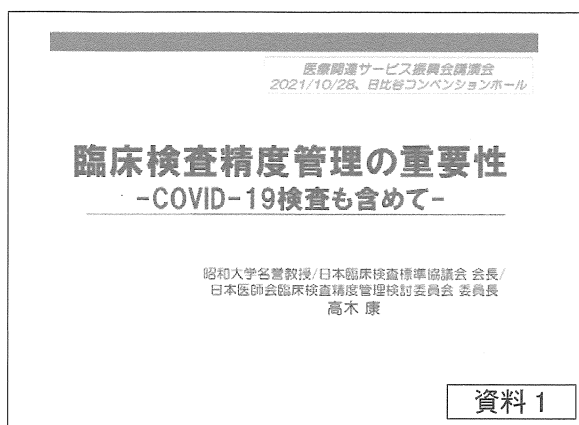 医療関連サービス振興会講演会
2021/10/28、日比谷コンベンションホール
臨床検査精度管理の重要性
-COVID-19検査も含めて-
昭和大学名誉教授/日本臨床検査標準協議会 会長/
日本医師会臨床検査精度管理検討委員会 委員長
高木 康
資料1